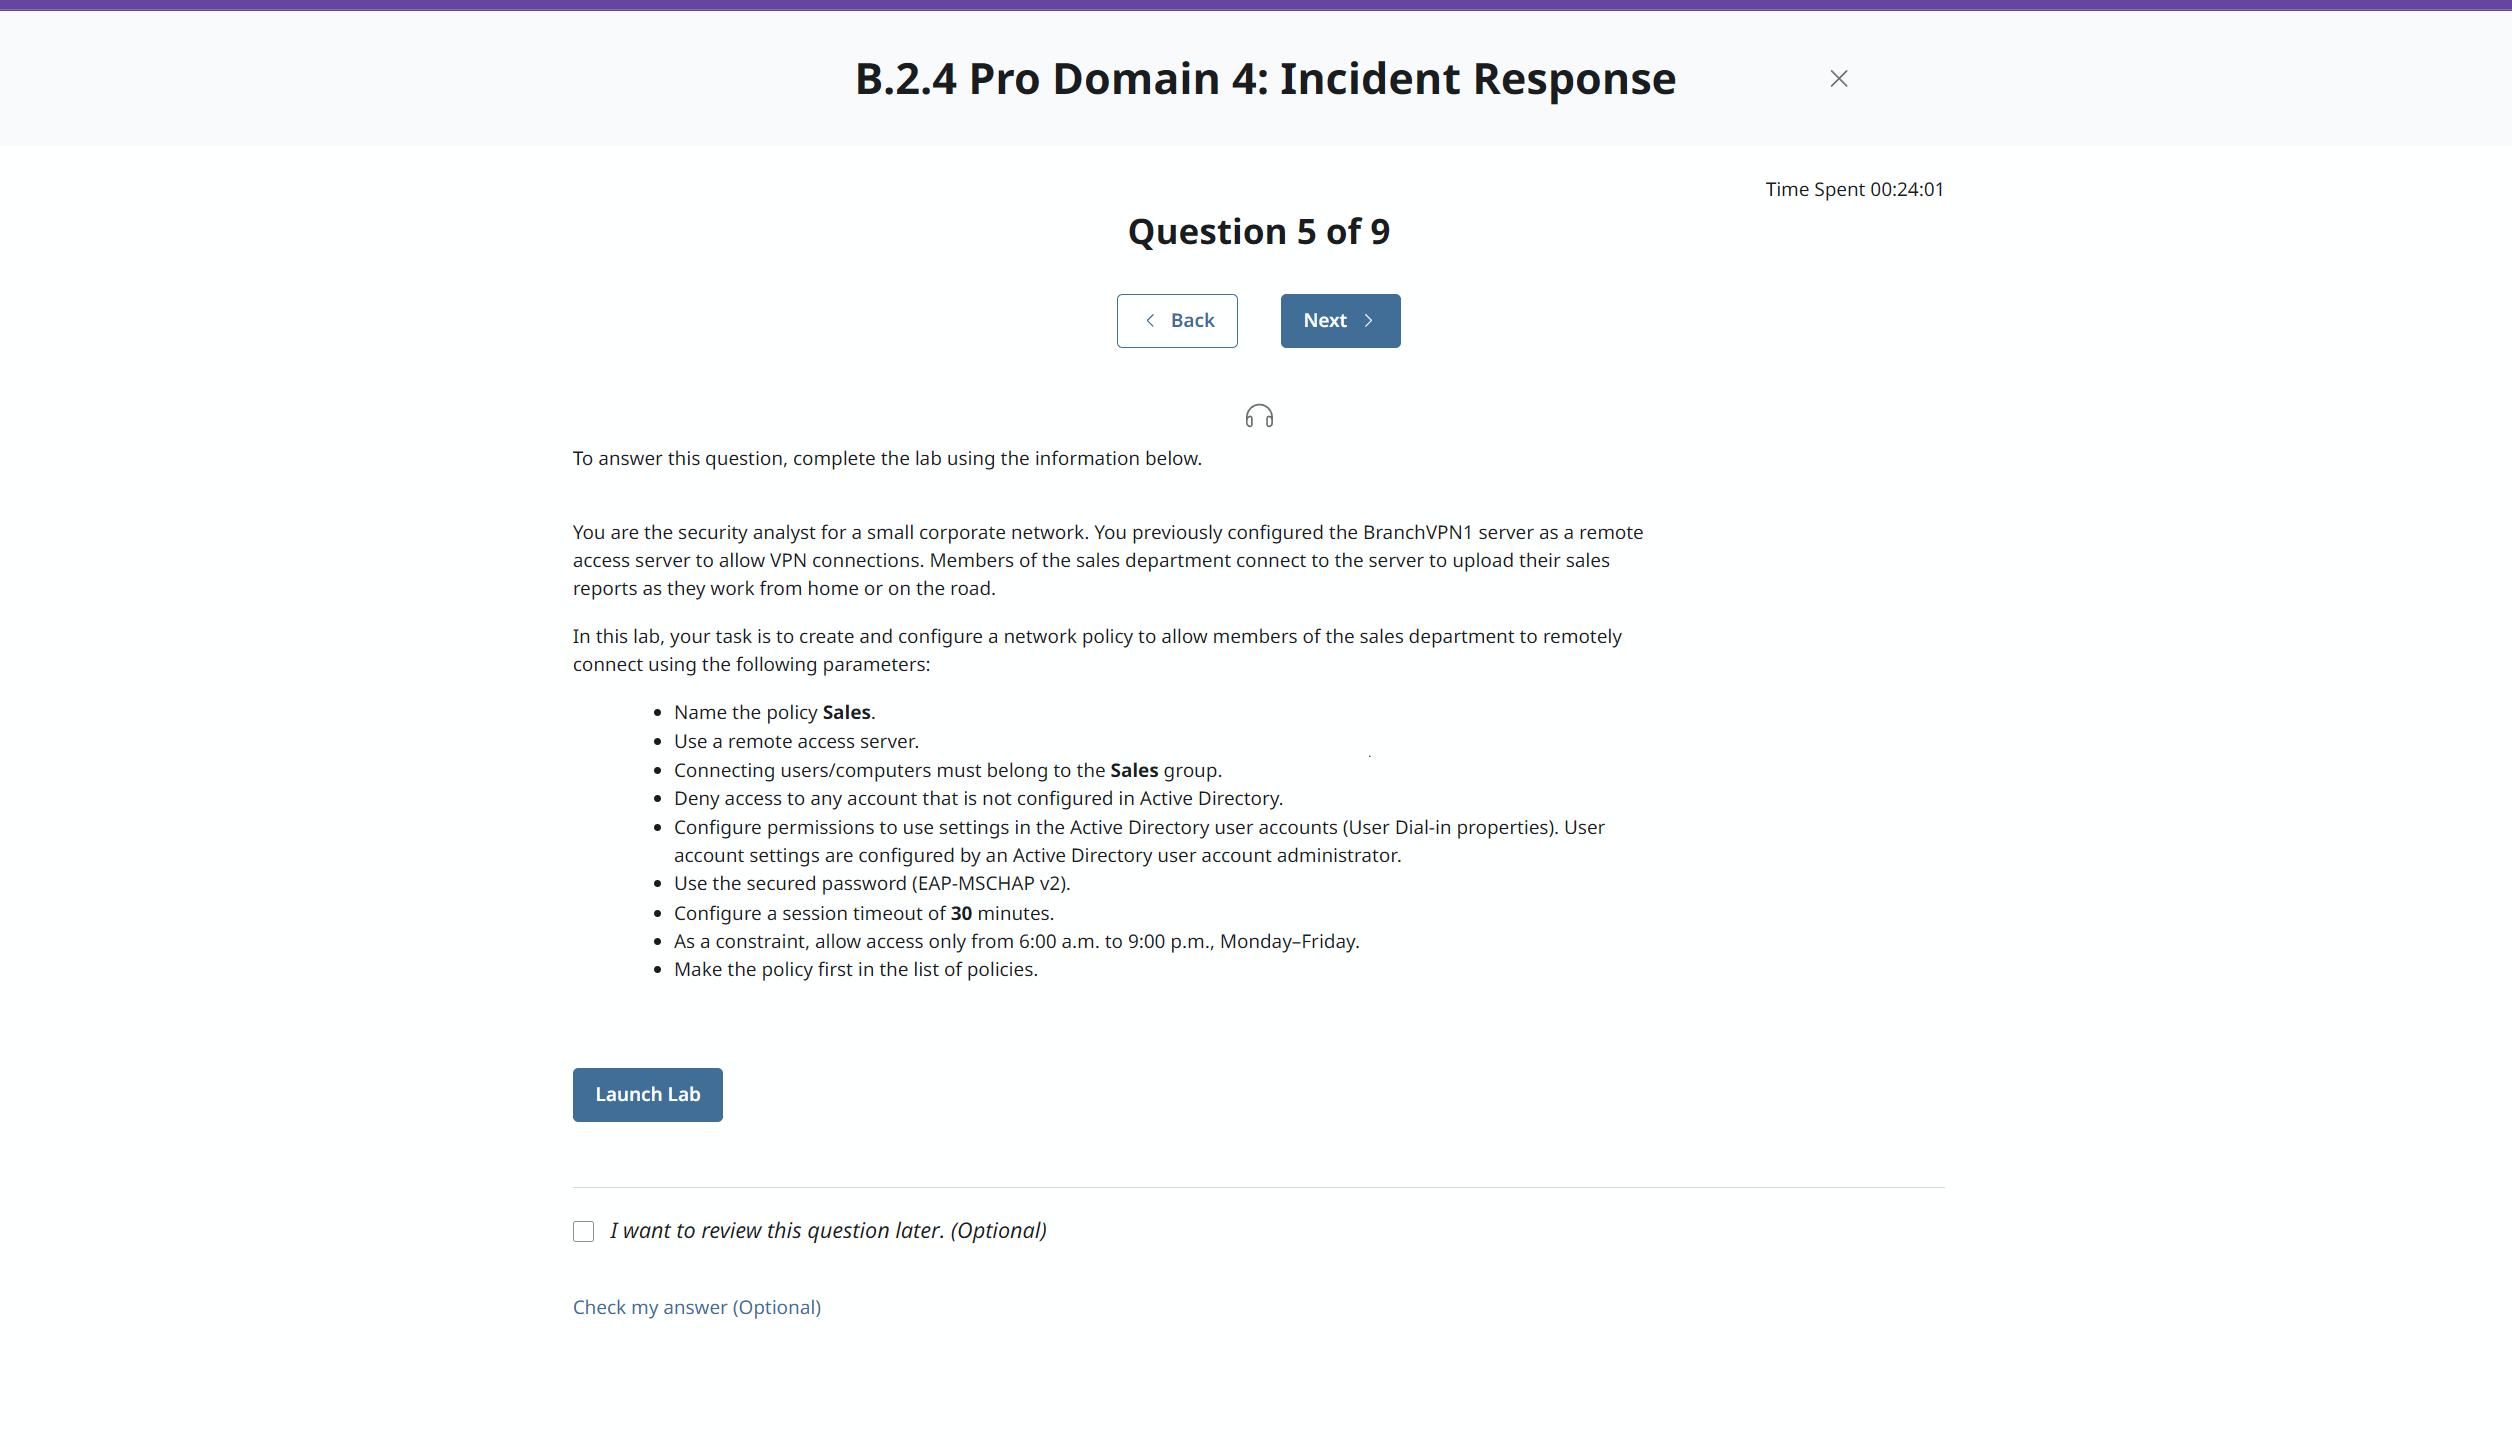 B.2.4 Pro Domain 4: Incident Response
Time Spent 00:24:01
Question 5 of 9
Back
Next
To answer this question, complete the lab using the information below.
You are the security analyst for a small corporate network. You previously configured the BranchVPN1 server as a remote
access server to allow VPN connections. Members of the sales department connect to the server to upload their sales
reports as they work from home or on the road.
In this lab, your task is to create and configure a network policy to allow members of the sales department to remotely
connect using the following parameters:
• Name the policy Sales.
• Use a remote access server.
• Connecting users/computers must belong to the Sales group.
• Deny access to any account that is not configured in Active Directory.
• Configure permissions to use settings in the Active Directory user accounts (User Dial-in properties). User
account settings are configured by an Active Directory user account administrator.
• Use the secured password (EAP-MSCHAP v2).
• Configure a session timeout of 30 minutes.
• As a constraint, allow access only from 6:00 a.m. to 9:00 p.m., Monday–Friday.
• Make the policy first in the list of policies.
Launch Lab
I want to review this question later. (Optional)
Check my answer (Optional)